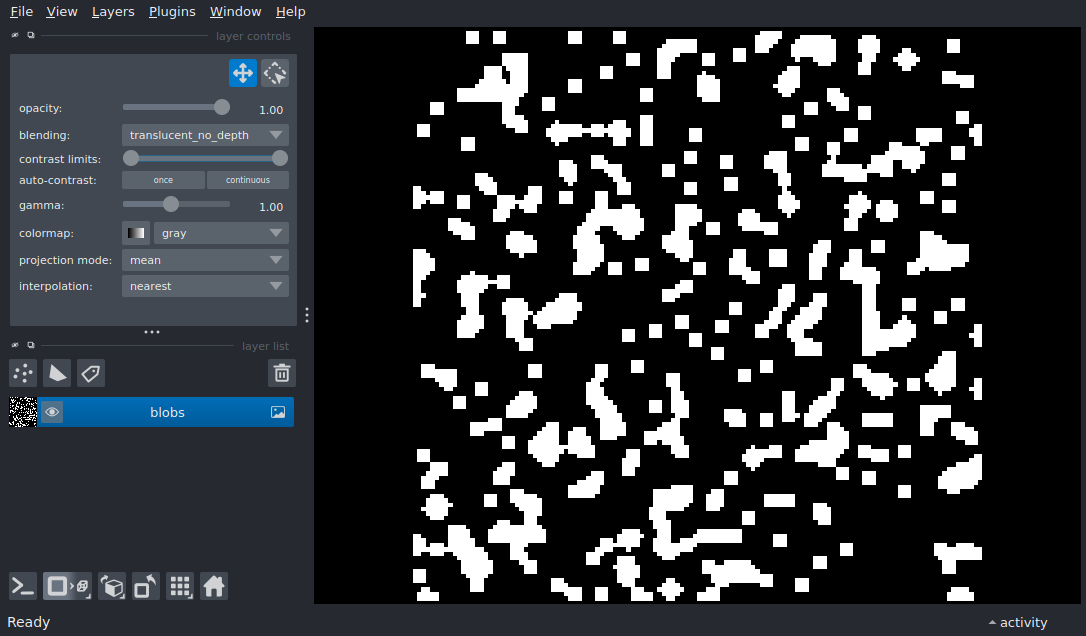 File View Layers Plugins Window Help
layer controls
opacity: 1.00
blending: translucent_no_depth
contrast limits:
auto-contrast: once continuous
gamma: 1.00
colormap: gray
projection mode: mean
interpolation: nearest
layer list
blobs
Ready activity